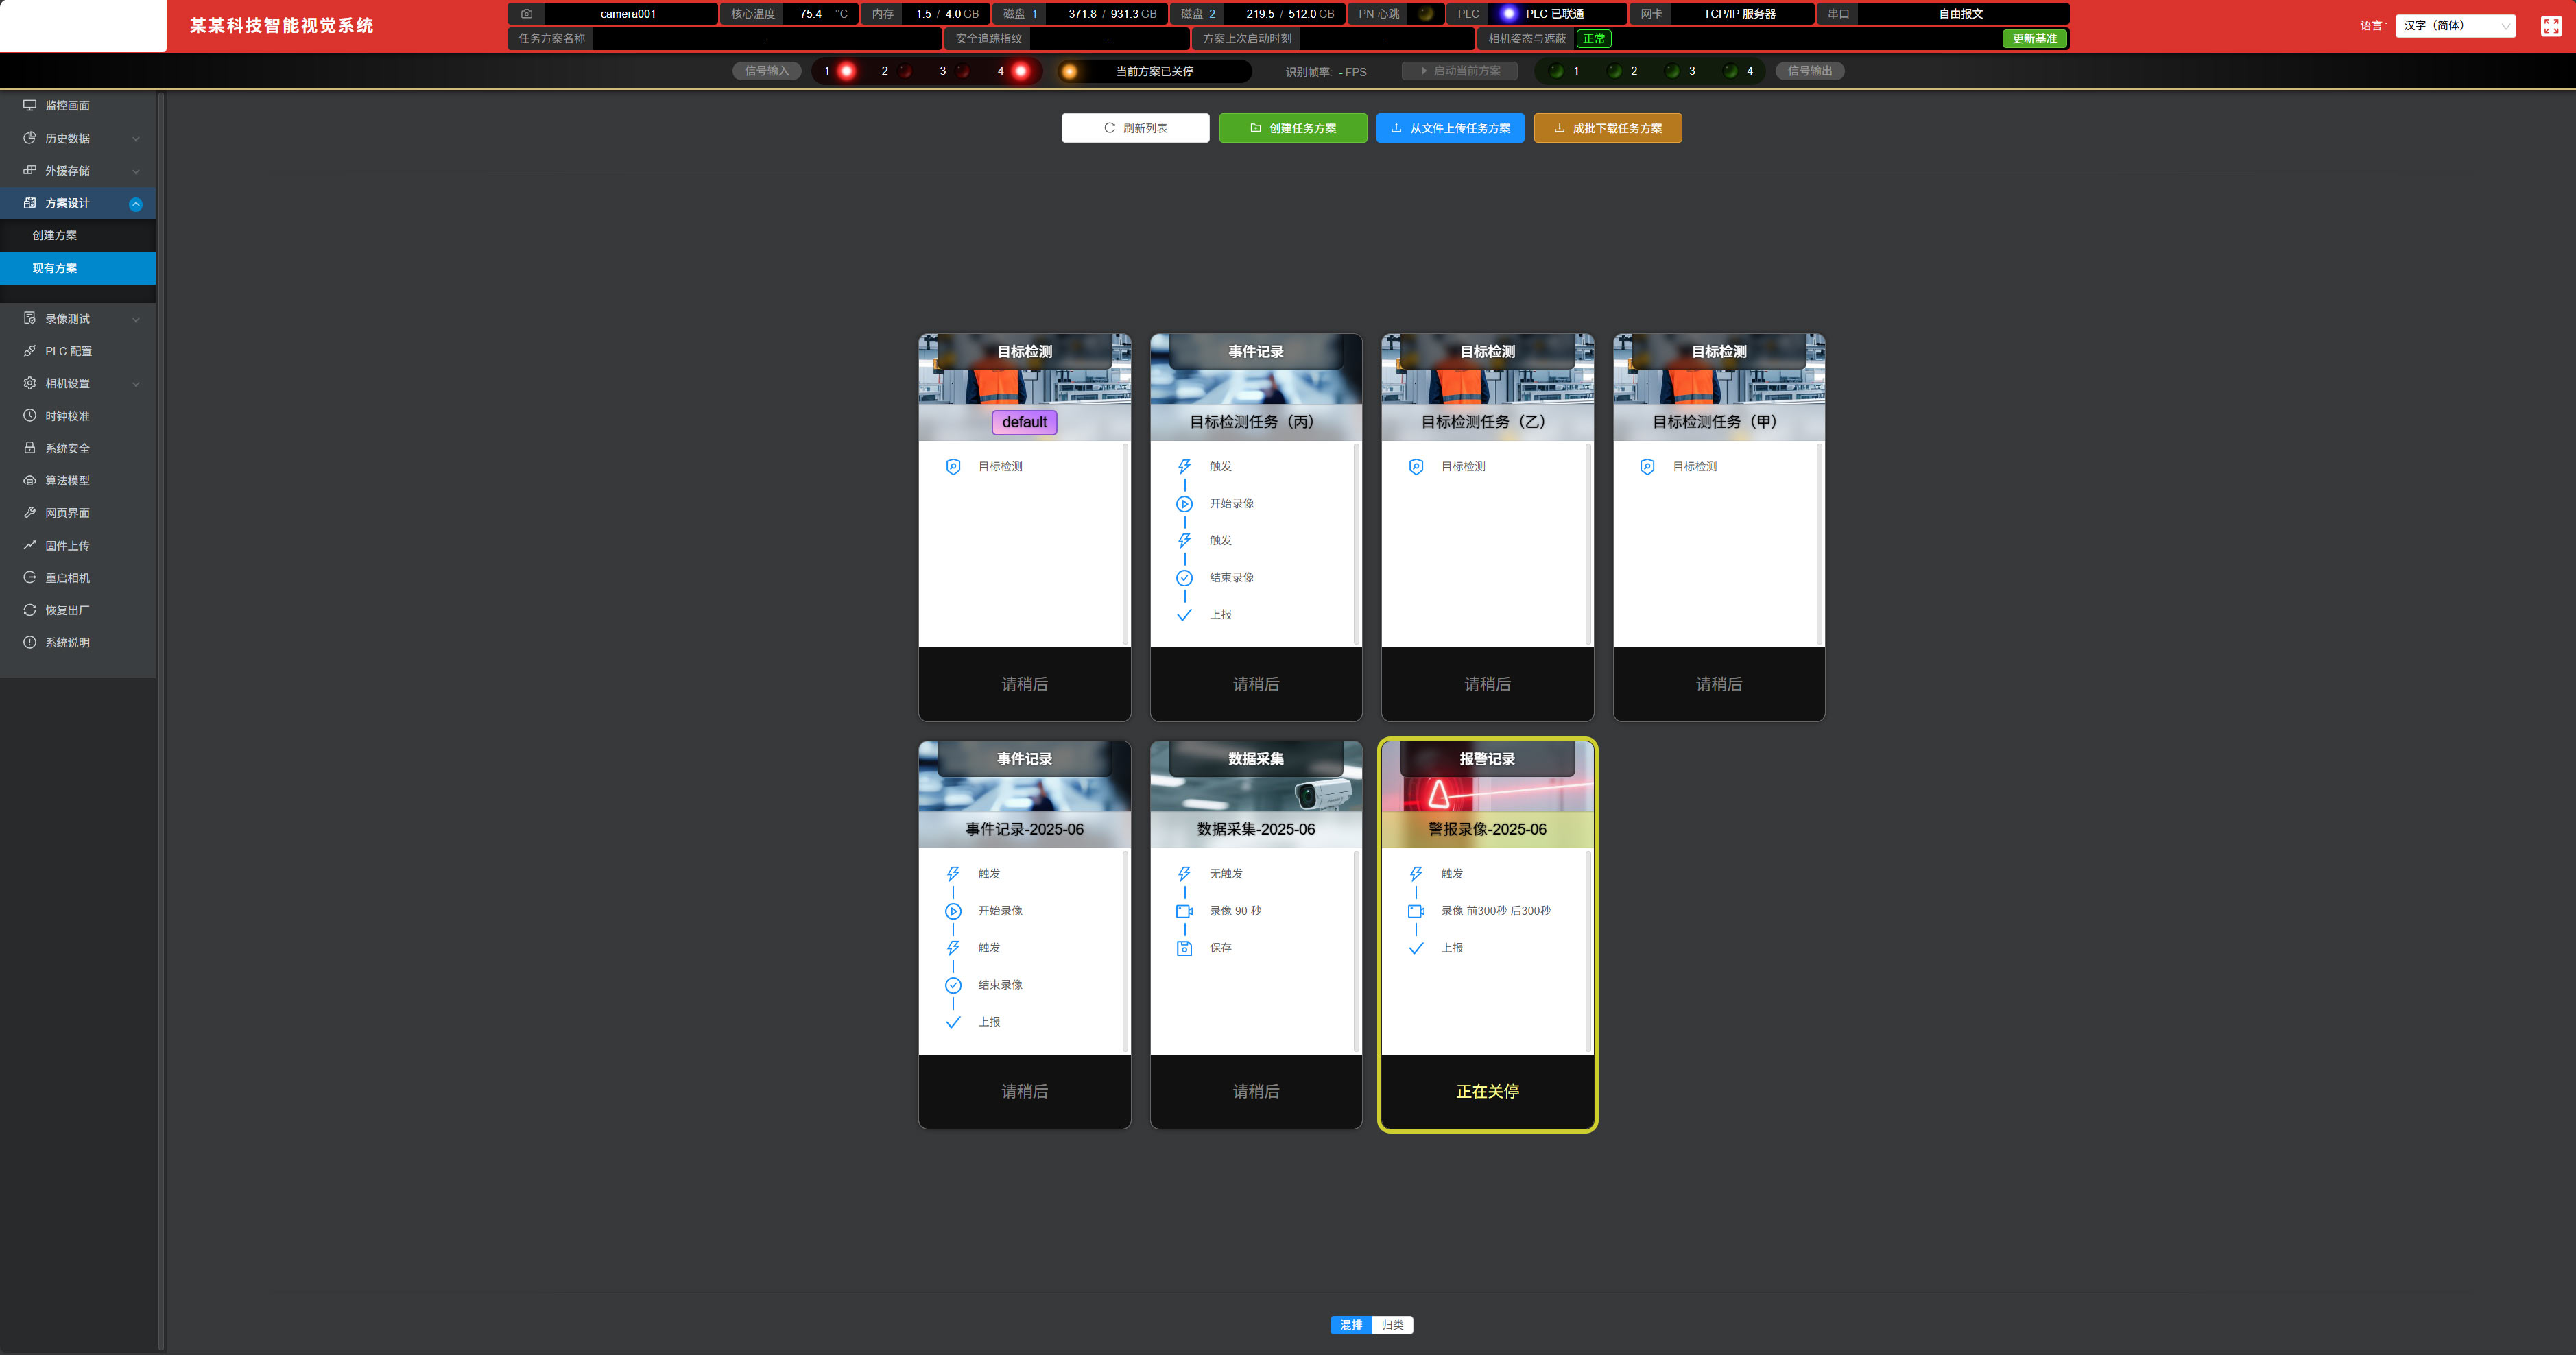 某某科技智能视觉系统
camera001 核心温度 75.4 °C 内存 1.5 / 4.0 GB 磁盘 1 371.8 / 931.3 GB 磁盘 2 219.5 / 512.0 GB PN 心跳 PLC PLC 已联通 网卡 TCP/IP 服务器 串口 自由报文
任务方案名称 - 安全追踪指纹 - 方案上次启动时刻 - 相机姿态与遮蔽 正常 更新基准
语言: 汉字（简体）
信号输入 1 2 3 4 当前方案已关停 识别帧率: - FPS 启动当前方案 1 2 3 4 信号输出
监控画面
历史数据
外援存储
方案设计
创建方案
现有方案
录像测试
PLC 配置
相机设置
时钟校准
系统安全
算法模型
网页界面
固件上传
重启相机
恢复出厂
系统说明
刷新列表 创建任务方案 从文件上传任务方案 成批下载任务方案
目标检测
default
目标检测
请稍后
事件记录
目标检测任务（丙）
触发
开始录像
触发
结束录像
上报
请稍后
目标检测
目标检测任务（乙）
目标检测
请稍后
目标检测
目标检测任务（甲）
目标检测
请稍后
事件记录
事件记录-2025-06
触发
开始录像
触发
结束录像
上报
请稍后
数据采集
数据采集-2025-06
无触发
录像 90 秒
保存
请稍后
报警记录
警报录像-2025-06
触发
录像 前300秒 后300秒
上报
正在关停
混排 归类